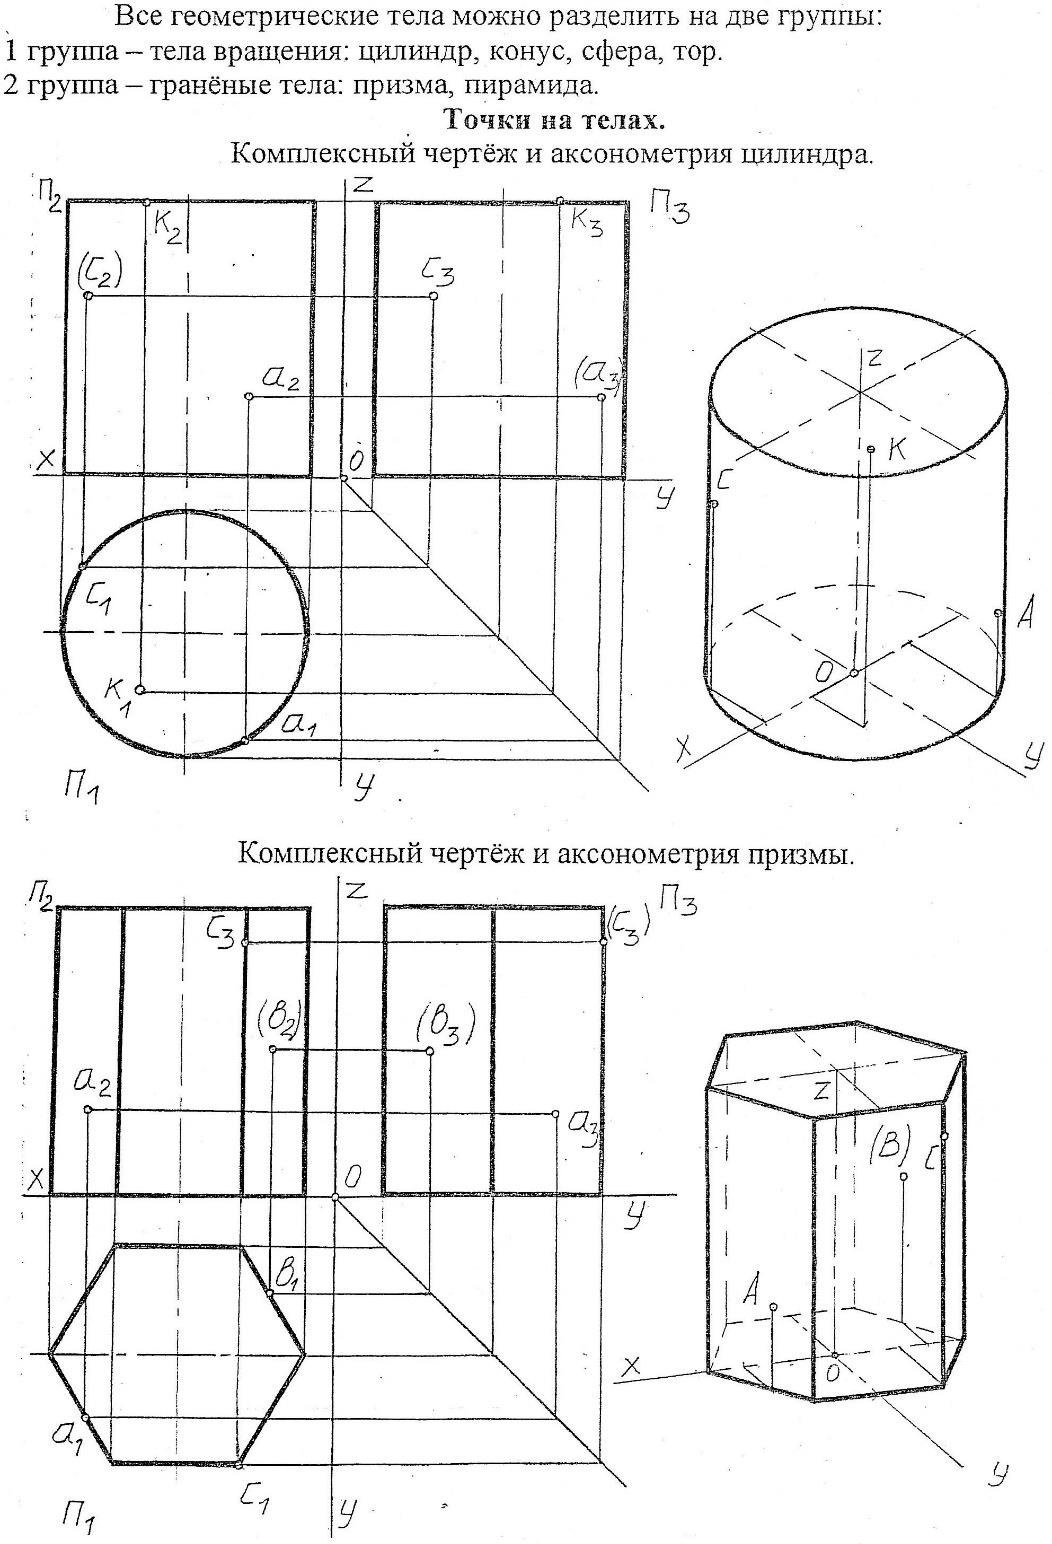 Все геометрические тела можно разделить на две группы:
1 группа – тела вращения: цилиндр, конус, сфера, тор.
2 группа – гранёные тела: призма, пирамида.
Точки на телах.
Комплексный чертёж и аксонометрия цилиндра.
П2 Z П3
K2 K3
(C2) C3
a2 (a3)
X O y
C1
K1 a1
П1 y
Z
K
C
A
O
X y
Комплексный чертёж и аксонометрия призмы.
П2 Z П3
C3 (C3)
(B2) (B3)
a2 a3
X O y
B1
a1
C1
П1 y
Z
(B) C
A
X O
y